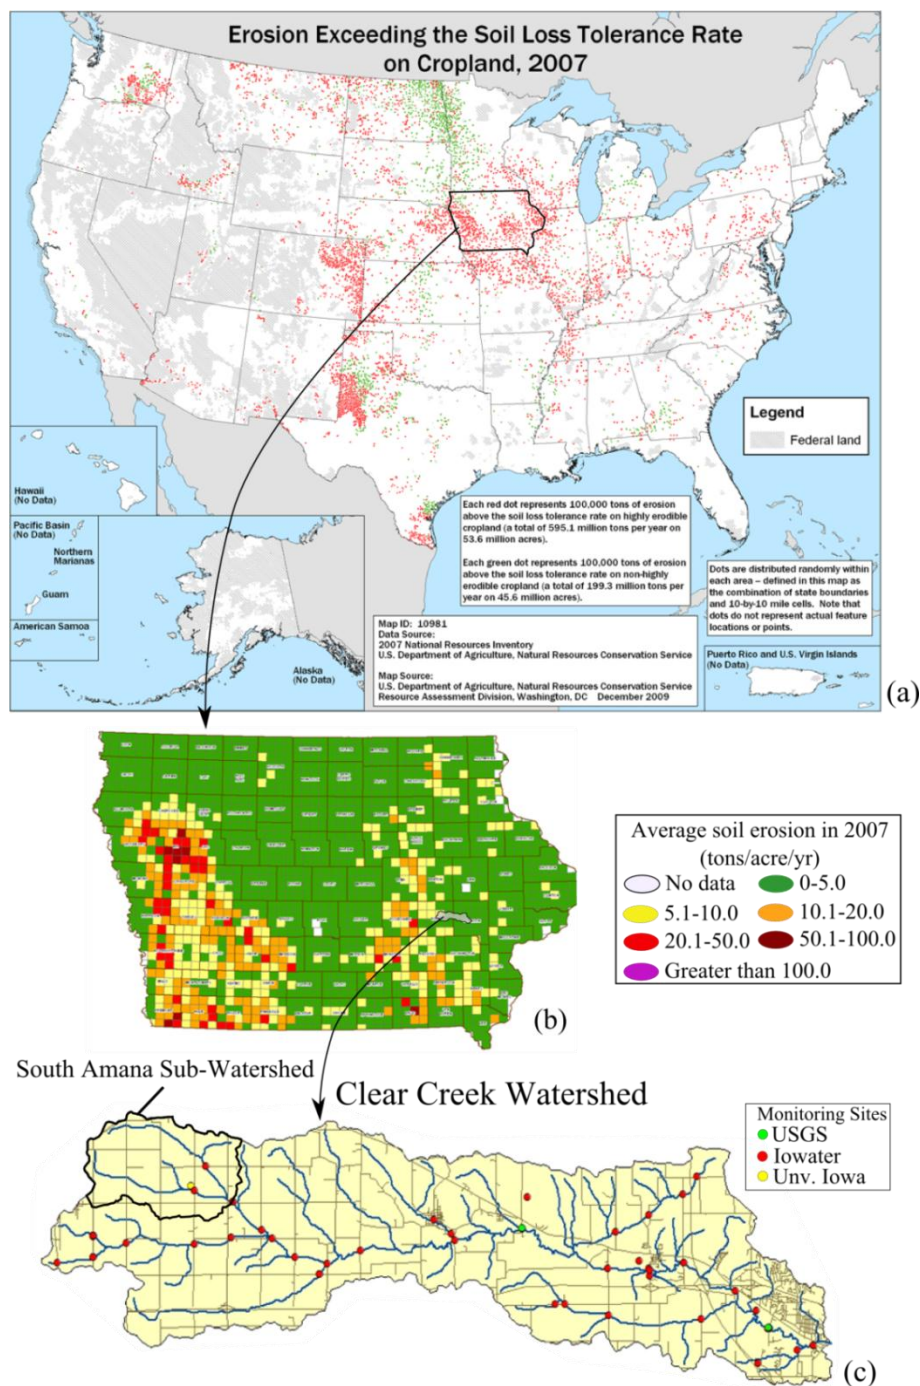 Erosion Exceeding the Soil Loss Tolerance Rate
on Cropland, 2007
Legend
Federal land
Hawaii
(No Data)
Pacific Basin
(No Data)
Northern
Marianas
Guam
American Samoa
Alaska
(No Data)
Each red dot represents 100,000 tons of erosion
above the soil loss tolerance rate on highly erodible
cropland (a total of 595.1 million tons per year on
53.6 million acres).
Each green dot represents 100,000 tons of erosion
above the soil loss tolerance rate on non-highly
erodible cropland (a total of 199.3 million tons per
year on 45.6 million acres).
Dots are distributed randomly within
each area – defined in this map as
the combination of state boundaries
and 10-by-10 mile cells. Note that
dots do not represent actual feature
locations or points.
Map ID: 10981
Data Source:
2007 National Resources Inventory
U.S. Department of Agriculture, Natural Resources Conservation Service
Map Source:
U.S. Department of Agriculture, Natural Resources Conservation Service
Resource Assessment Division, Washington, DC December 2009
Puerto Rico and U.S. Virgin Islands
(No Data)
(a)
Average soil erosion in 2007
(tons/acre/yr)
No data
0-5.0
5.1-10.0
10.1-20.0
20.1-50.0
50.1-100.0
Greater than 100.0
(b)
South Amana Sub-Watershed
Clear Creek Watershed
Monitoring Sites
USGS
Iowater
Unv. Iowa
(c)